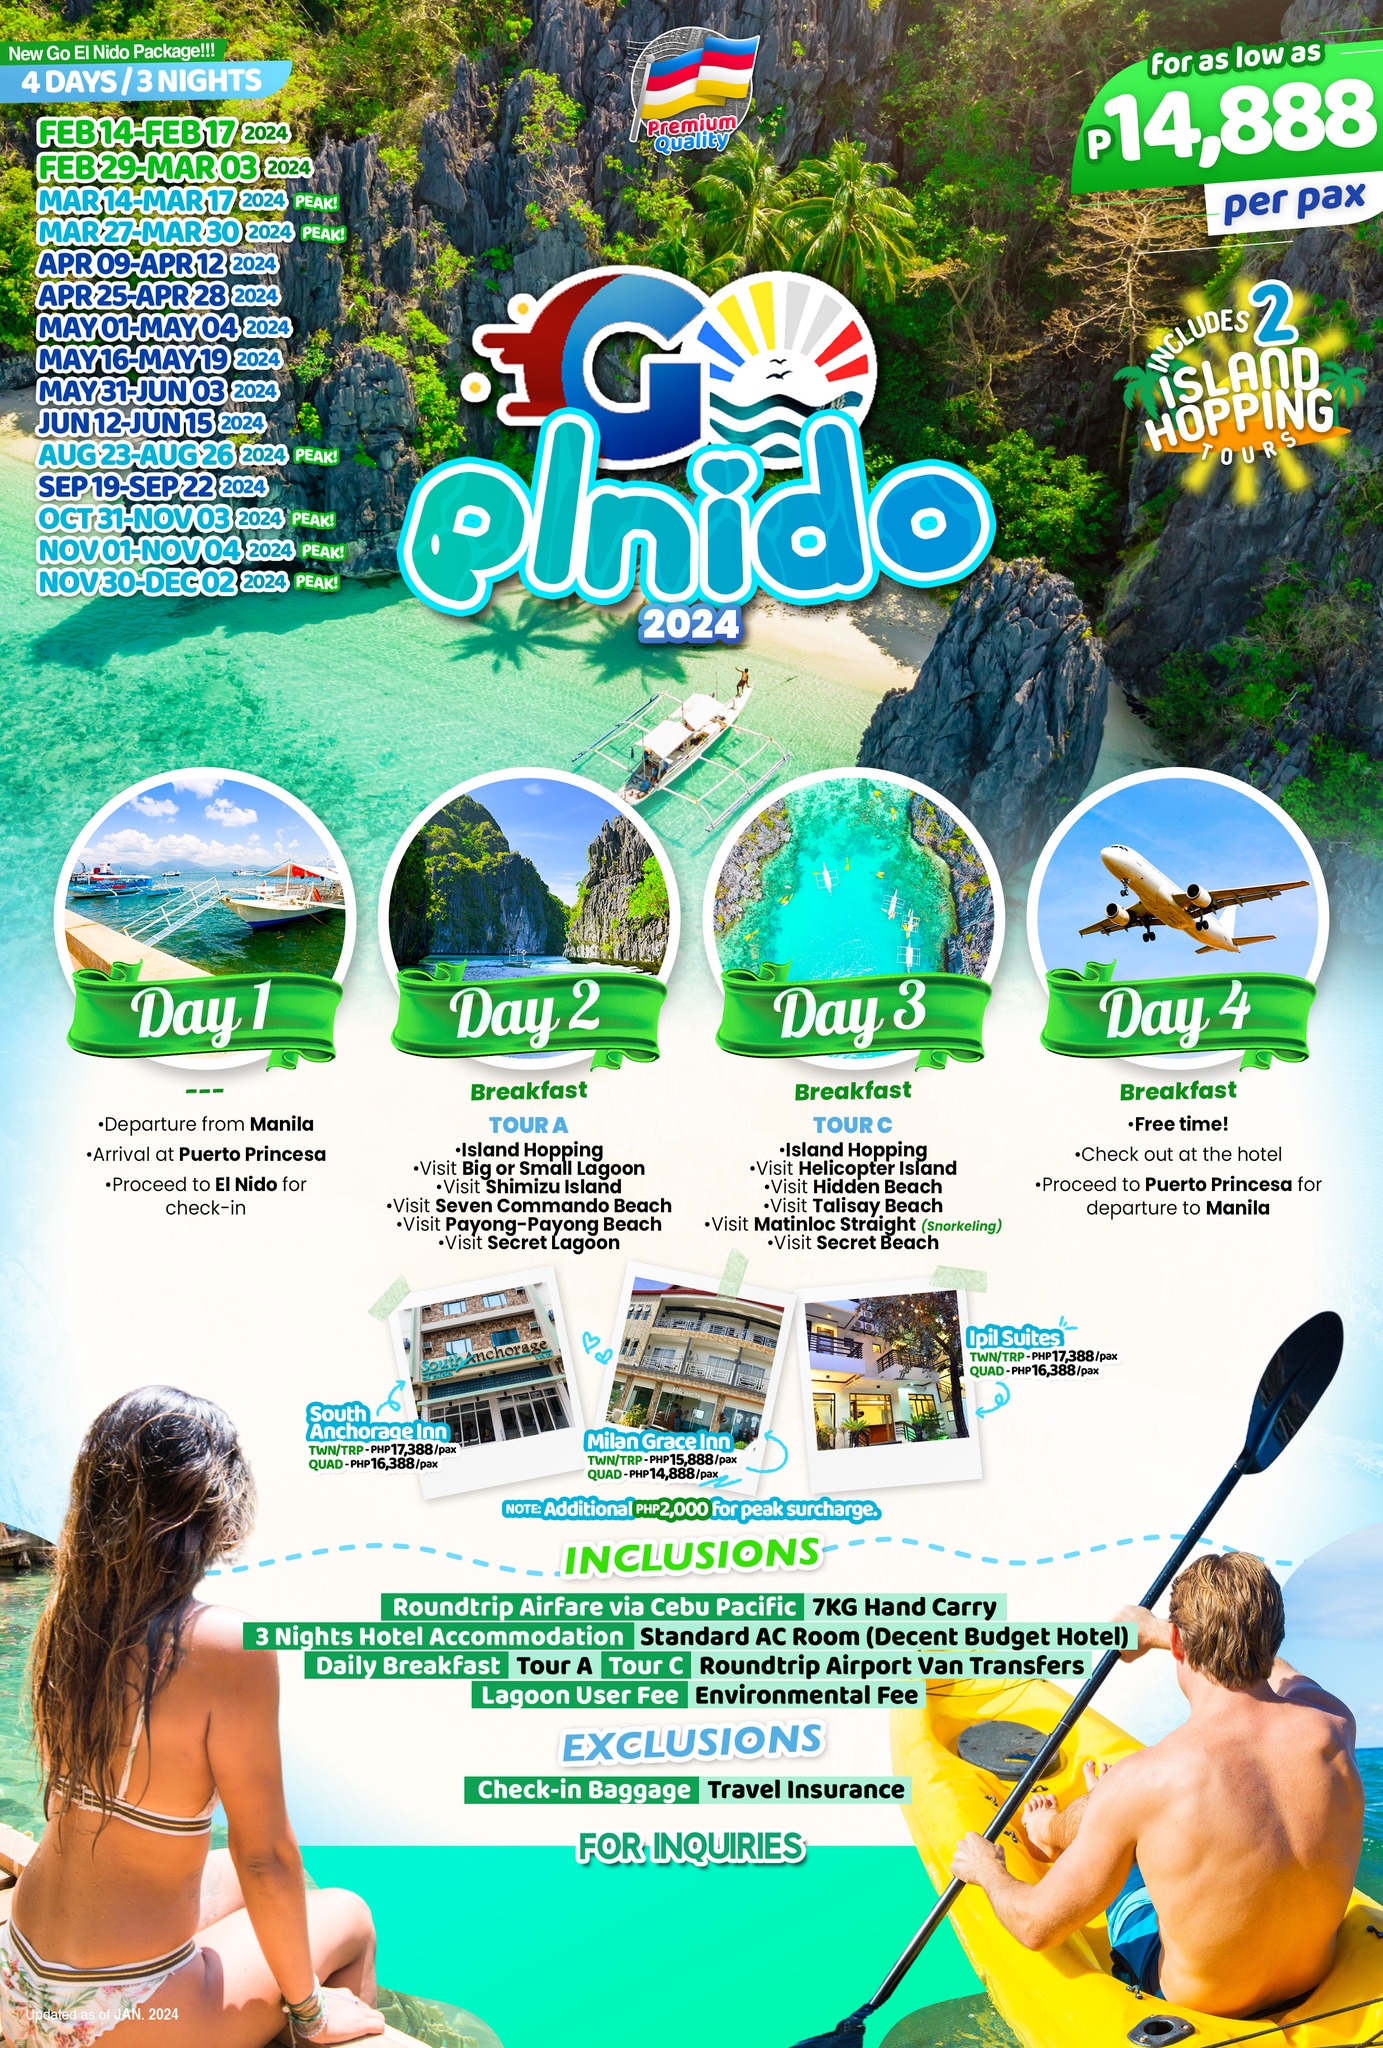 New Go El Nido Package!!!
4 DAYS / 3 NIGHTS
FEB 14-FEB 17 2024
FEB 29-MAR 03 2024
MAR 14-MAR 17 2024 PEAK!
MAR 27-MAR 30 2024 PEAK!
APR 09-APR 12 2024
APR 25-APR 28 2024
MAY 01-MAY 04 2024
MAY 16-MAY 19 2024
MAY 31-JUN 03 2024
JUN 12-JUN 15 2024
AUG 23-AUG 26 2024 PEAK!
SEP 19-SEP 22 2024
OCT 31-NOV 03 2024 PEAK!
NOV 01-NOV 04 2024 PEAK!
NOV 30-DEC 02 2024 PEAK!
Premium
Quality
for as low as
P14,888
per pax
INCLUDES 2
ISLAND
HOPPING
TOURS
GO
elnido
2024
Day 1
---
•Departure from Manila
•Arrival at Puerto Princesa
•Proceed to El Nido for
check-in
Day 2
Breakfast
TOUR A
•Island Hopping
•Visit Big or Small Lagoon
•Visit Shimizu Island
•Visit Seven Commando Beach
•Visit Payong-Payong Beach
•Visit Secret Lagoon
Day 3
Breakfast
TOUR C
•Island Hopping
•Visit Helicopter Island
•Visit Hidden Beach
•Visit Talisay Beach
•Visit Matinloc Straight (Snorkeling)
•Visit Secret Beach
Day 4
Breakfast
•Free time!
•Check out at the hotel
•Proceed to Puerto Princesa for
departure to Manila
South Anchorage
South
Anchorage Inn
TWN/TRP - PHP17,388/pax
QUAD - PHP16,388/pax
Milan Grace Inn
TWN/TRP - PHP15,888/pax
QUAD - PHP14,888/pax
Ipil Suites
TWN/TRP - PHP17,388/pax
QUAD - PHP16,388/pax
NOTE: Additional PHP2,000 for peak surcharge.
INCLUSIONS
Roundtrip Airfare via Cebu Pacific 7KG Hand Carry
3 Nights Hotel Accommodation Standard AC Room (Decent Budget Hotel)
Daily Breakfast Tour A Tour C Roundtrip Airport Van Transfers
Lagoon User Fee Environmental Fee
EXCLUSIONS
Check-in Baggage Travel Insurance
FOR INQUIRIES
Updated as of JAN. 2024